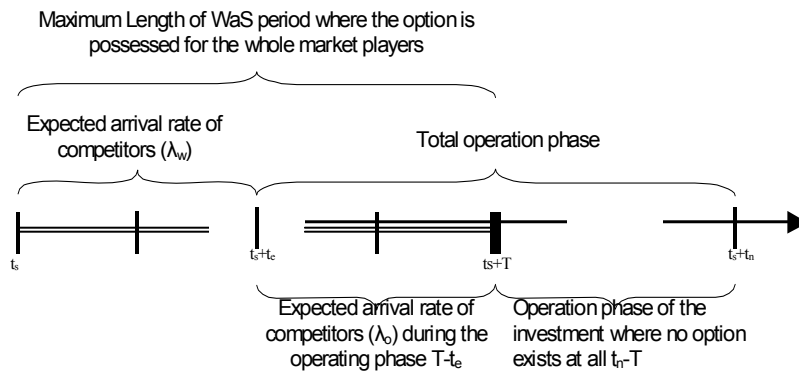 Maximum Length of WaS period where the option is
possessed for the whole market players
Expected arrival rate of
competitors (λw)
Total operation phase
ts
ts+te
ts+T
ts+tn
Expected arrival rate of
competitors (λo) during the
operating phase T-te
Operation phase of the
investment where no option
exists at all tn-T